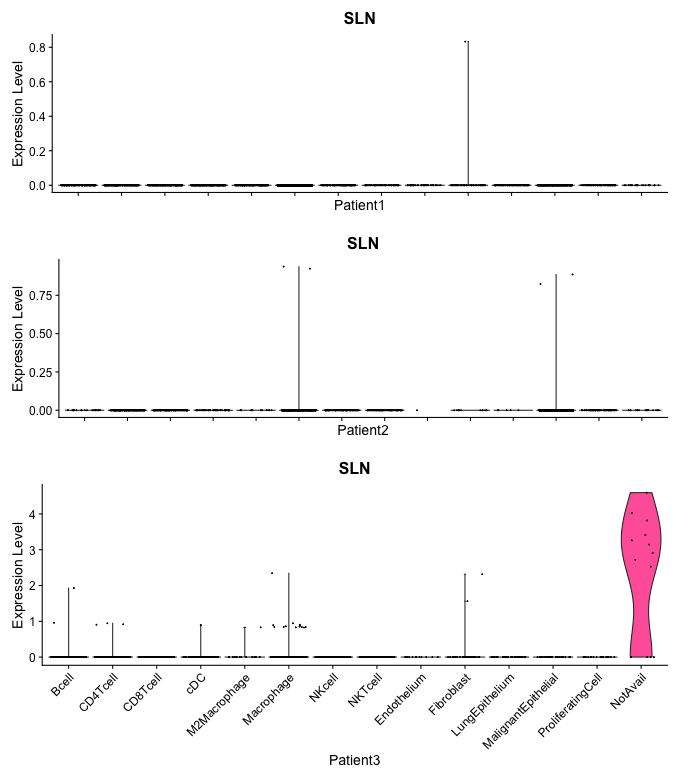 SLN
Expression Level
0.8
0.6
0.4
0.2
0.0
Patient1
SLN
Expression Level
0.75
0.50
0.25
0.00
Patient2
SLN
Expression Level
4
3
2
1
0
Bcell
CD4Tcell
CD8Tcell
cDC
M2Macrophage
Macrophage
NKcell
NKTcell
Endothelium
Fibroblast
LungEpithelium
MalignantEpithelial
ProliferatingCell
NotAvail
Patient3